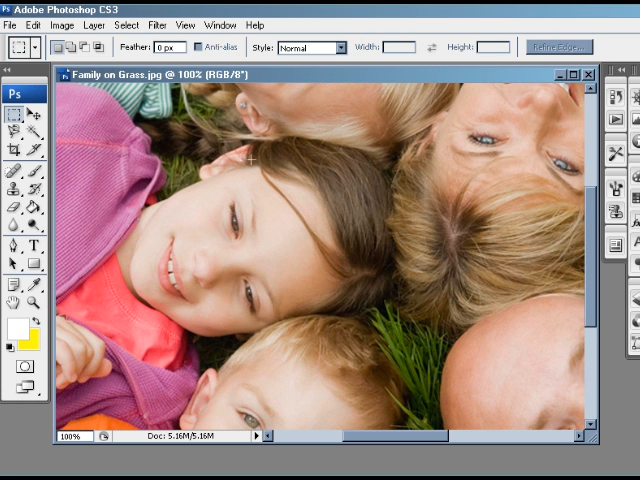 Ps Adobe Photoshop CS3
File Edit Image Layer Select Filter View Window Help
Feather: 0 px Anti-alias Style: Normal Width: Height: Refine Edge...
Family on Grass.jpg @ 100% (RGB/8*)
Ps
T
100% Doc: 5.16M/5.16M